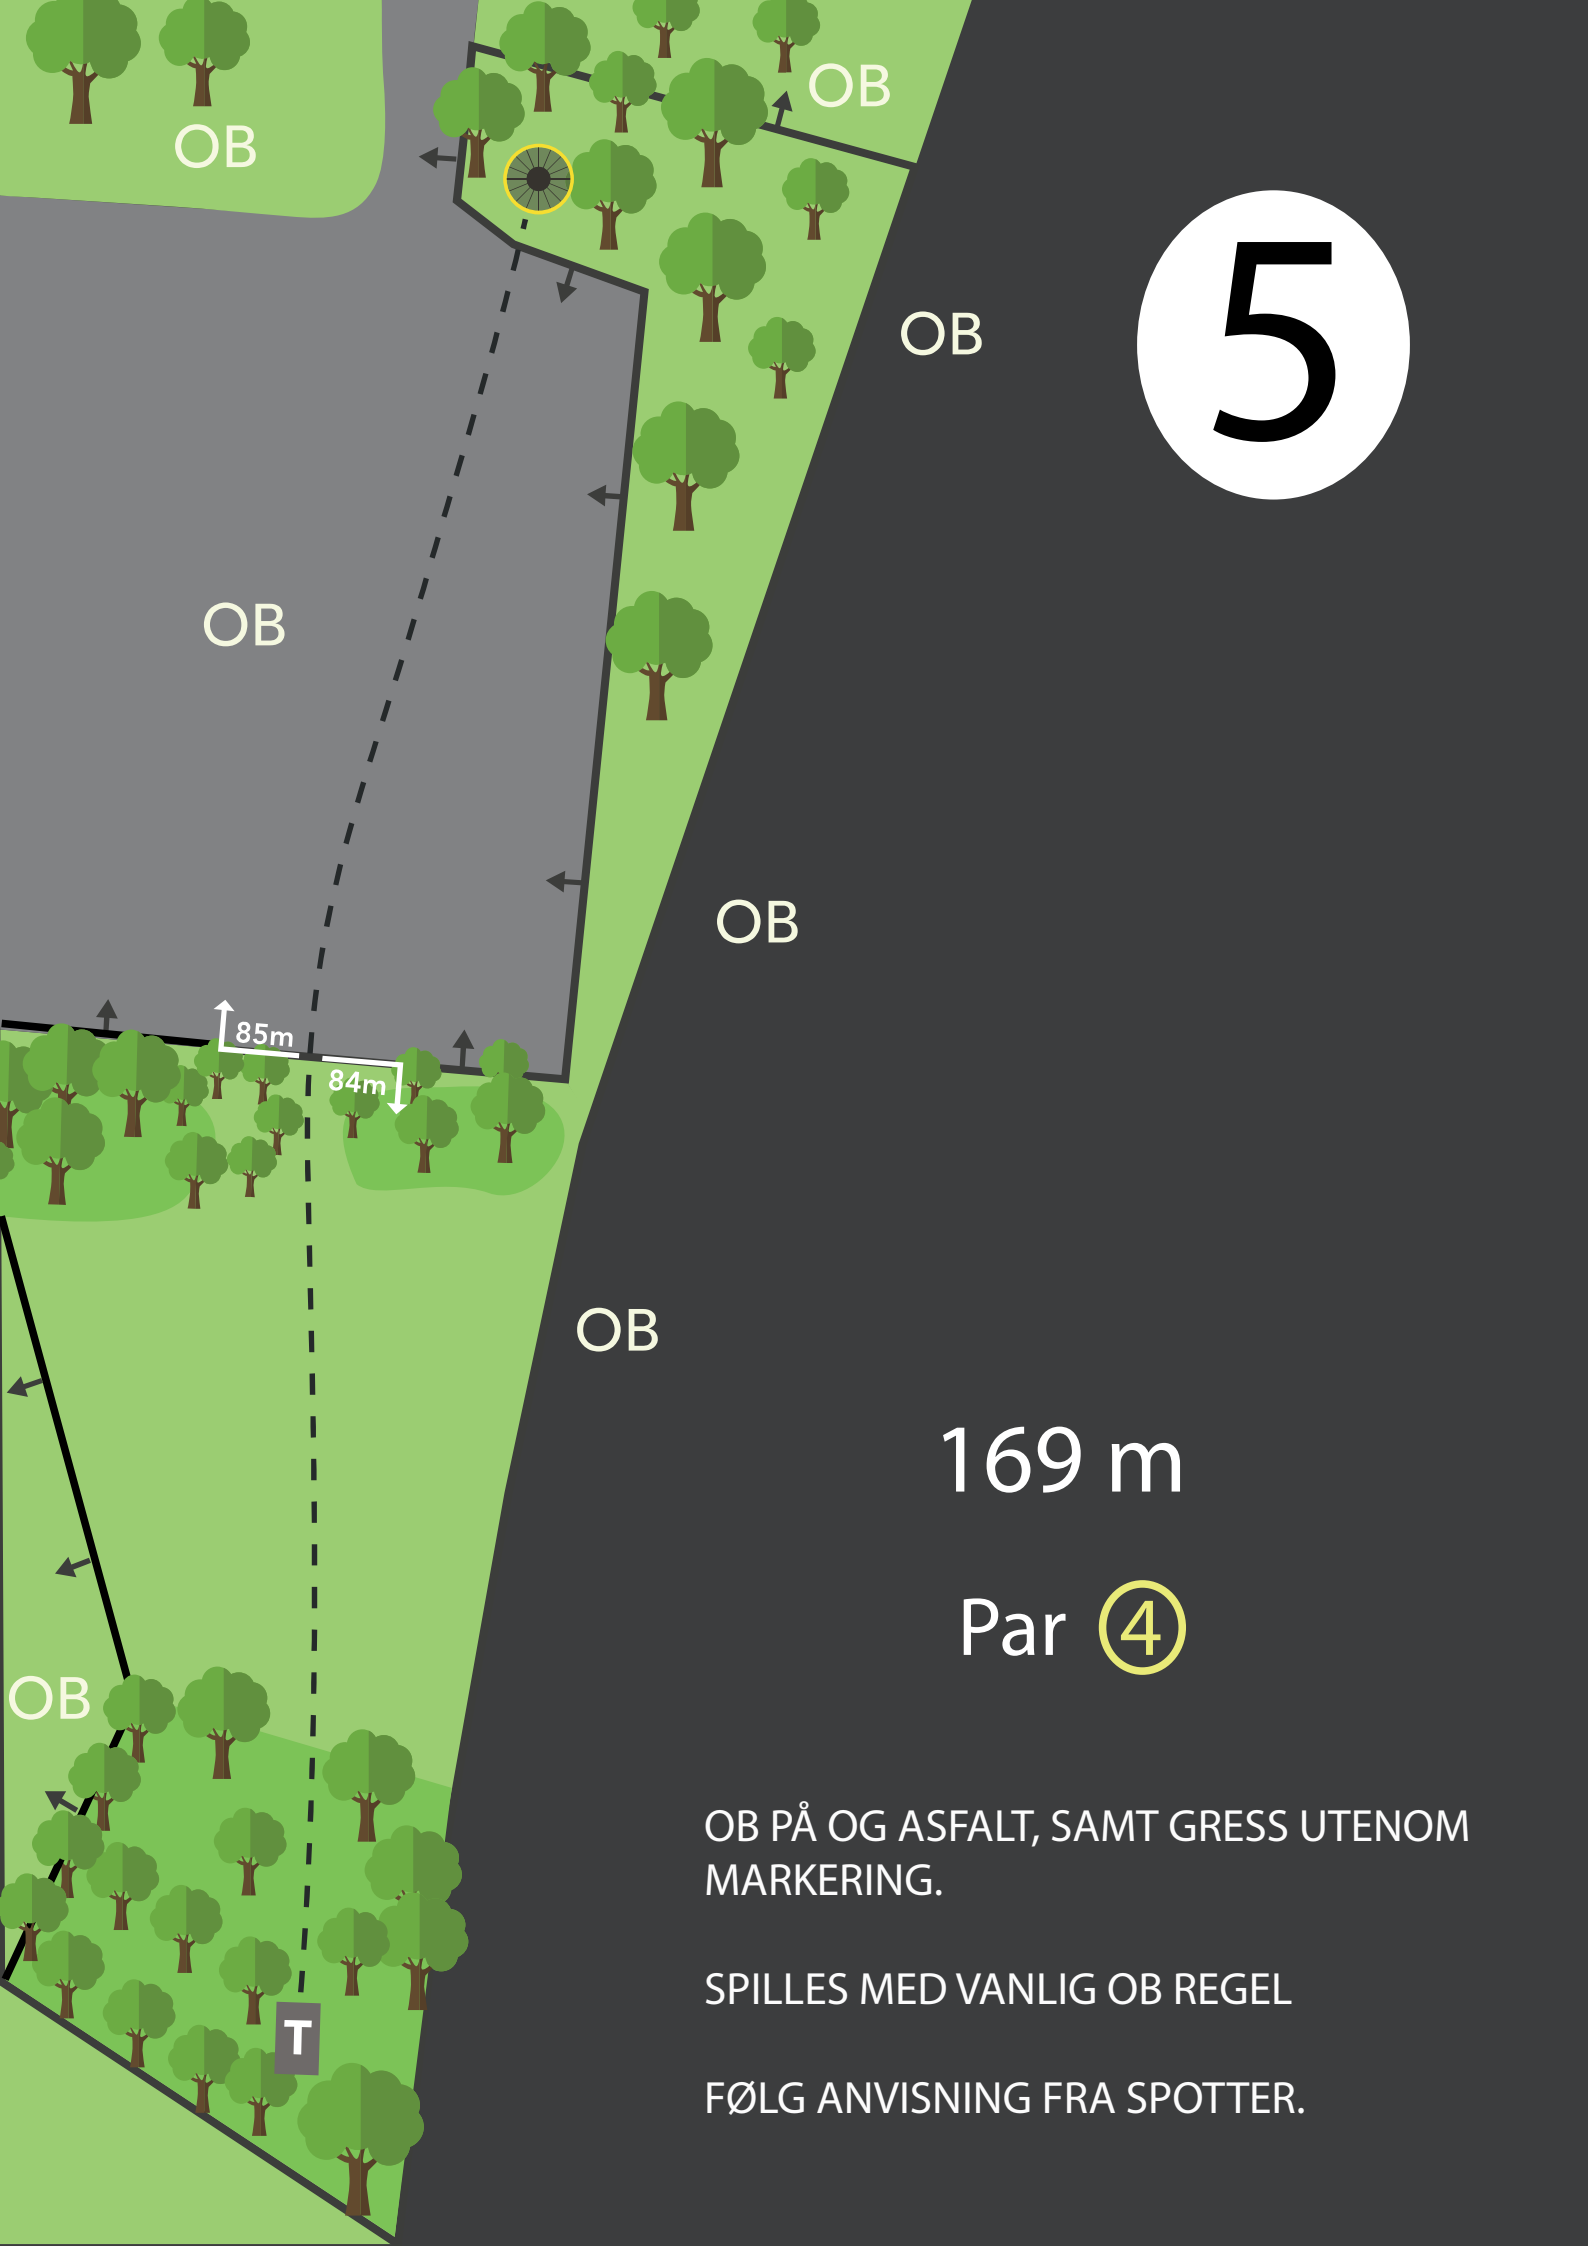 OB
OB
5
OB
OB
OB
85m
84m
OB
169 m
Par 4
OB
OB PÅ OG ASFALT, SAMT GRESS UTENOM
MARKERING.
SPILLES MED VANLIG OB REGEL
T
FØLG ANVISNING FRA SPOTTER.